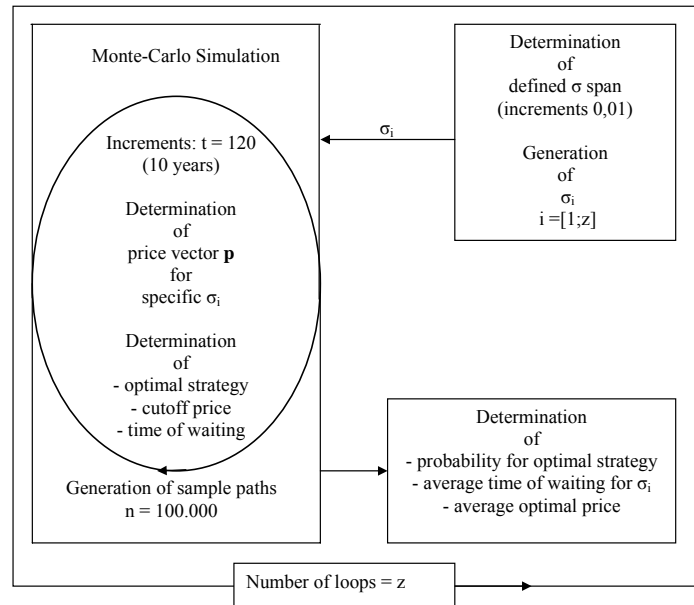 Monte-Carlo Simulation
Increments: t = 120
(10 years)
Determination
of
price vector p
for
specific σi
Determination
of
- optimal strategy
- cutoff price
- time of waiting
Generation of sample paths
n = 100.000
σi
Determination
of
defined σ span
(increments 0,01)
Generation
of
σi
i =[1;z]
Determination
of
- probability for optimal strategy
- average time of waiting for σi
- average optimal price
Number of loops = z